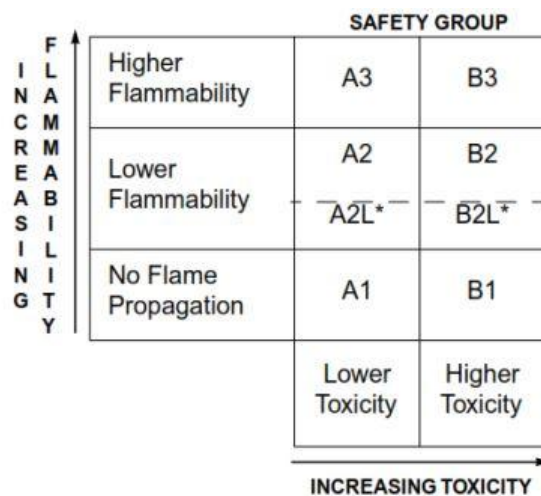 SAFETY GROUP
INCREASING
FLAMMABILITY
Higher
Flammability
A3
B3
Lower
Flammability
A2
B2
A2L*
B2L*
No Flame
Propagation
A1
B1
Lower
Toxicity
Higher
Toxicity
INCREASING TOXICITY